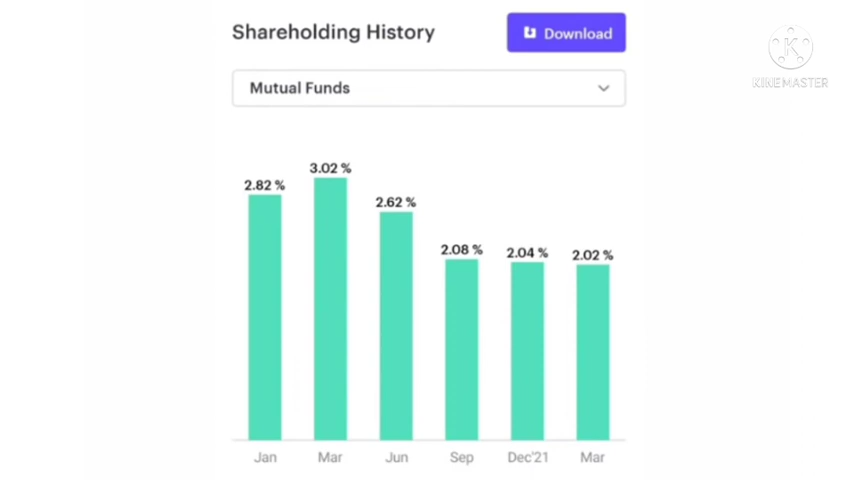 Shareholding History
Download
K
KINEMASTER
Mutual Funds
3.02 %
2.82 %
2.62 %
2.08 %
2.04 %
2.02 %
Jan Mar Jun Sep Dec'21 Mar